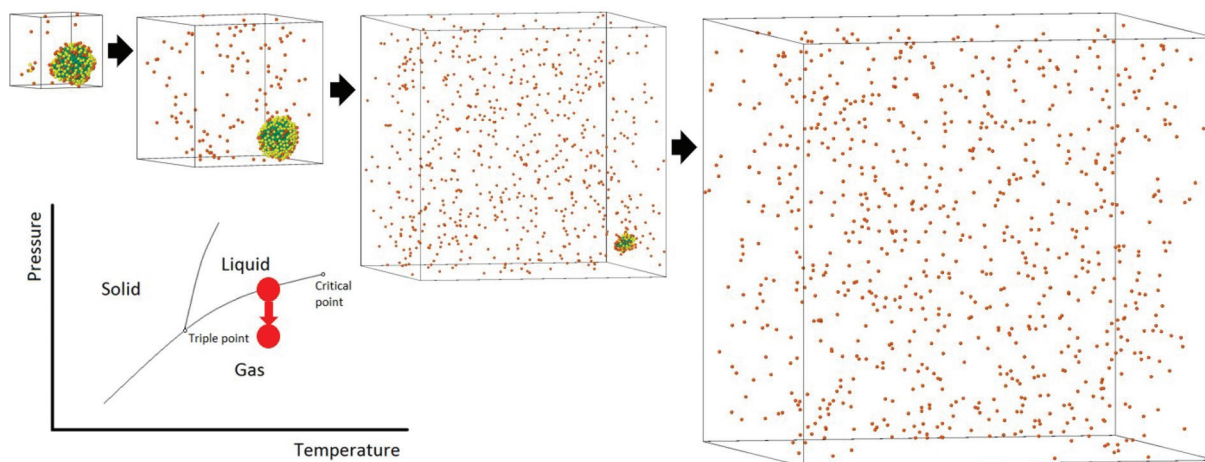 Pressure
Solid
Liquid
Critical
point
Triple point
Gas
Temperature